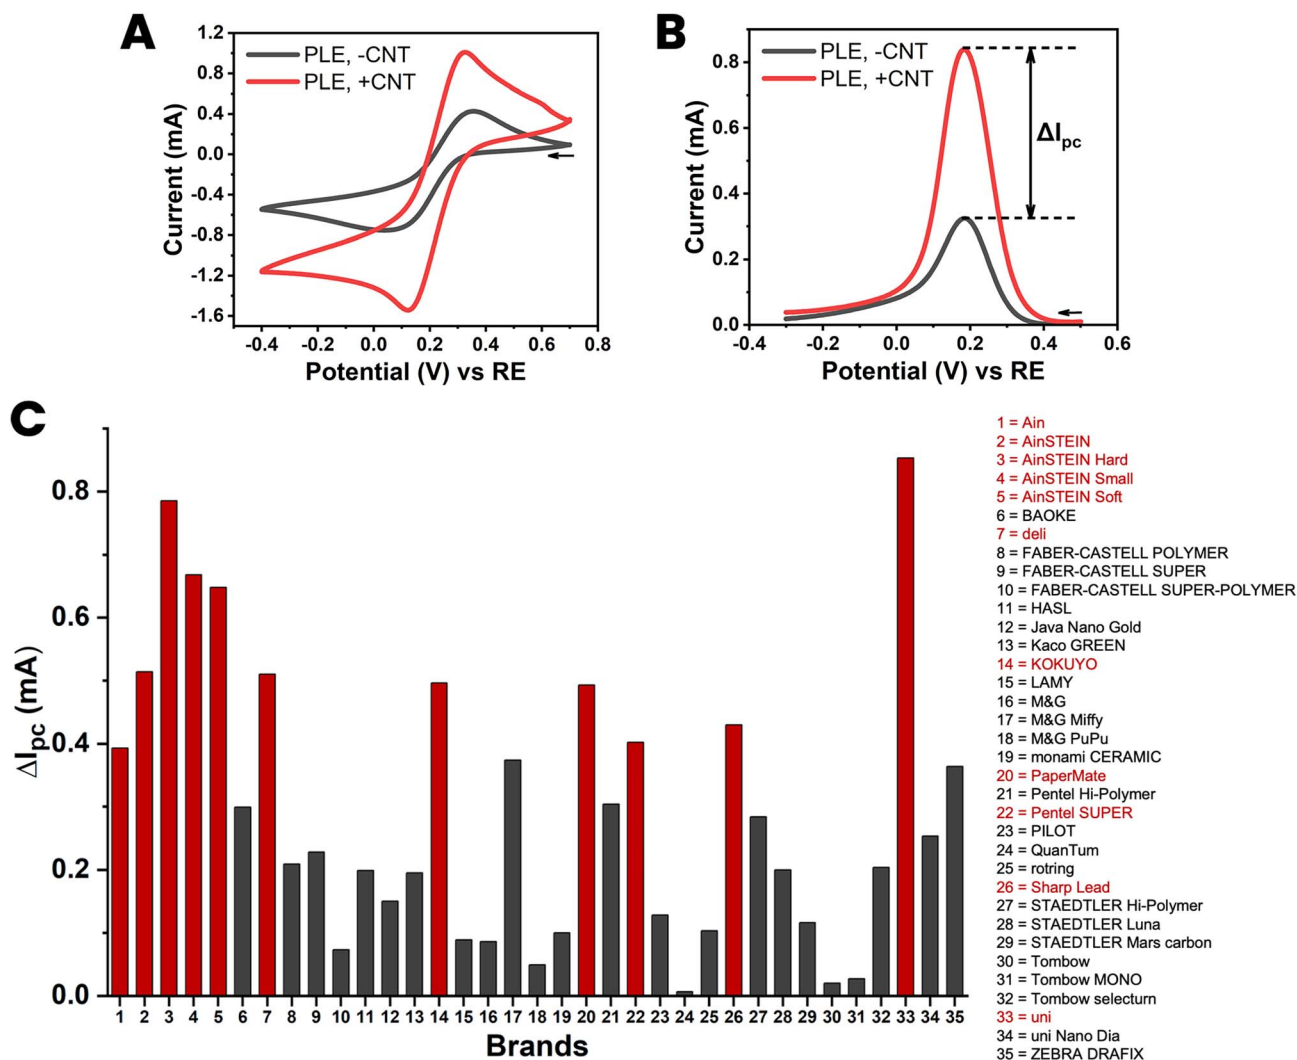 A
1.2
0.8
0.4
0.0
-0.4
-0.8
-1.2
-1.6
Current (mA)
PLE, -CNT
PLE, +CNT
-0.4 -0.2 0.0 0.2 0.4 0.6 0.8
Potential (V) vs RE
B
0.8
0.6
0.4
0.2
0.0
Current (mA)
PLE, -CNT
PLE, +CNT
ΔIpc
-0.4 -0.2 0.0 0.2 0.4 0.6
Potential (V) vs RE
C
0.8
0.6
0.4
0.2
0.0
ΔIpc (mA)
1 2 3 4 5 6 7 8 9 10 11 12 13 14 15 16 17 18 19 20 21 22 23 24 25 26 27 28 29 30 31 32 33 34 35
Brands
1 = Ain
2 = AinSTEIN
3 = AinSTEIN Hard
4 = AinSTEIN Small
5 = AinSTEIN Soft
6 = BAOKE
7 = deli
8 = FABER-CASTELL POLYMER
9 = FABER-CASTELL SUPER
10 = FABER-CASTELL SUPER-POLYMER
11 = HASL
12 = Java Nano Gold
13 = Kaco GREEN
14 = KOKUYO
15 = LAMY
16 = M&G
17 = M&G Miffy
18 = M&G PuPu
19 = monami CERAMIC
20 = PaperMate
21 = Pentel Hi-Polymer
22 = Pentel SUPER
23 = PILOT
24 = QuanTum
25 = rotring
26 = Sharp Lead
27 = STAEDTLER Hi-Polymer
28 = STAEDTLER Luna
29 = STAEDTLER Mars carbon
30 = Tombow
31 = Tombow MONO
32 = Tombow selecturn
33 = uni
34 = uni Nano Dia
35 = ZEBRA DRAFIX